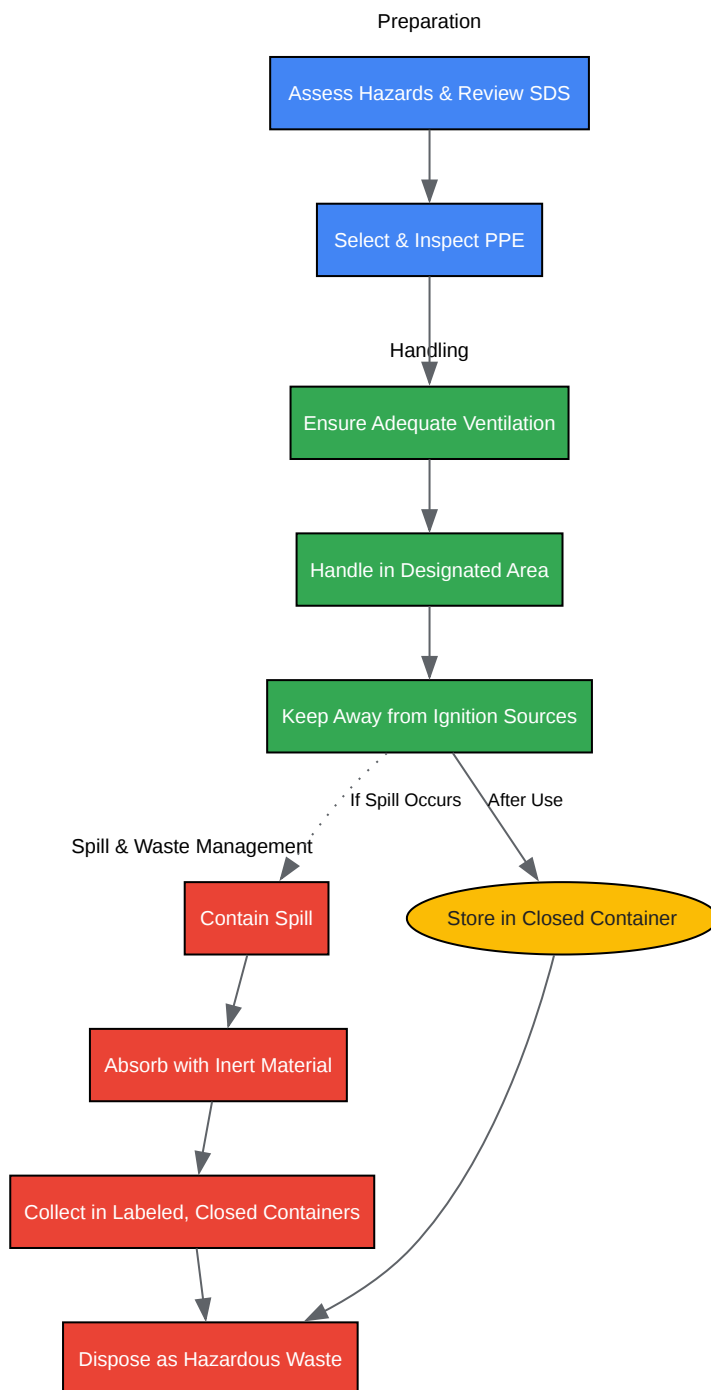 Preparation
Assess Hazards & Review SDS
Select & Inspect PPE
Handling
Ensure Adequate Ventilation
Handle in Designated Area
Keep Away from Ignition Sources
If Spill Occurs
After Use
Spill & Waste Management
Contain Spill
Store in Closed Container
Absorb with Inert Material
Collect in Labeled, Closed Containers
Dispose as Hazardous Waste